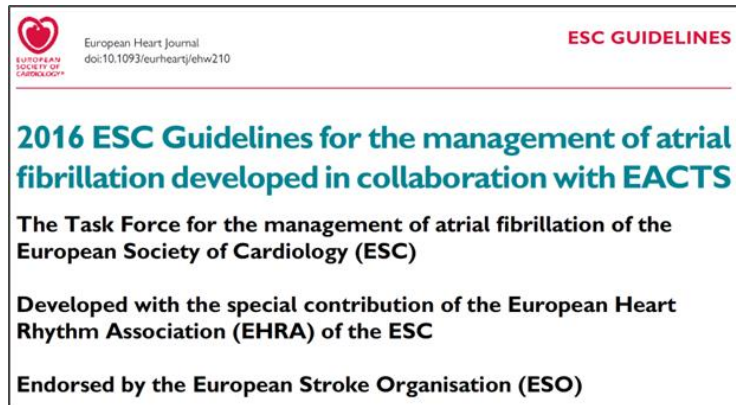 EUROPEAN
SOCIETY OF
CARDIOLOGY®
European Heart Journal
doi:10.1093/eurheartj/ehw210
ESC GUIDELINES
2016 ESC Guidelines for the management of atrial
fibrillation developed in collaboration with EACTS
The Task Force for the management of atrial fibrillation of the
European Society of Cardiology (ESC)
Developed with the special contribution of the European Heart
Rhythm Association (EHRA) of the ESC
Endorsed by the European Stroke Organisation (ESO)